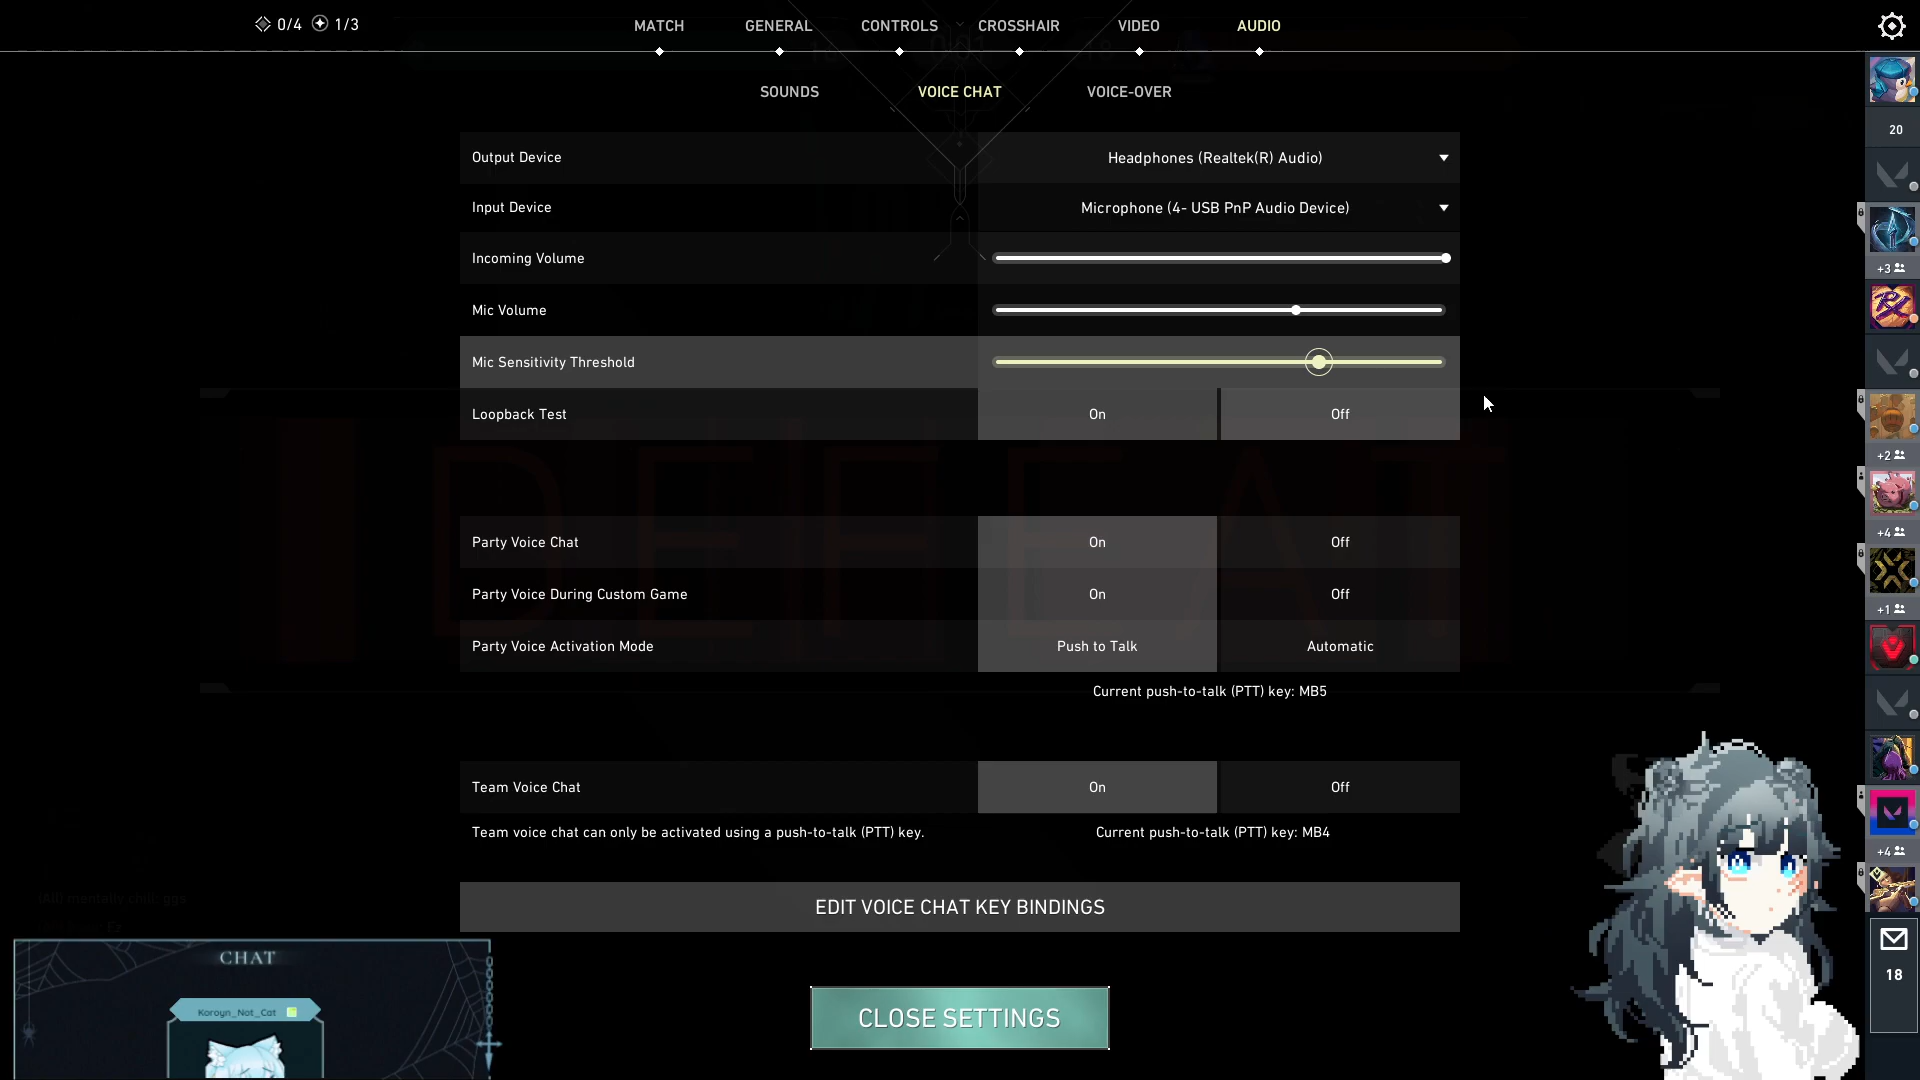 0/4 1/3
MATCH GENERAL CONTROLS CROSSHAIR VIDEO AUDIO
SOUNDS VOICE CHAT VOICE-OVER
Output Device Headphones (Realtek(R) Audio)
20
Input Device Microphone (4- USB PnP Audio Device)
Incoming Volume
+3
Mic Volume
Mic Sensitivity Threshold
Loopback Test On Off
+2
DEFEAT
+4
Party Voice Chat On Off
Party Voice During Custom Game On Off
+1
Party Voice Activation Mode Push to Talk Automatic
Current push-to-talk (PTT) key: MB5
Team Voice Chat On Off
Team voice chat can only be activated using a push-to-talk (PTT) key. Current push-to-talk (PTT) key: MB4
+4
(All) mentally chill: ggs
EDIT VOICE CHAT KEY BINDINGS
CHAT
18
Koroyn_Not_Cat
CLOSE SETTINGS